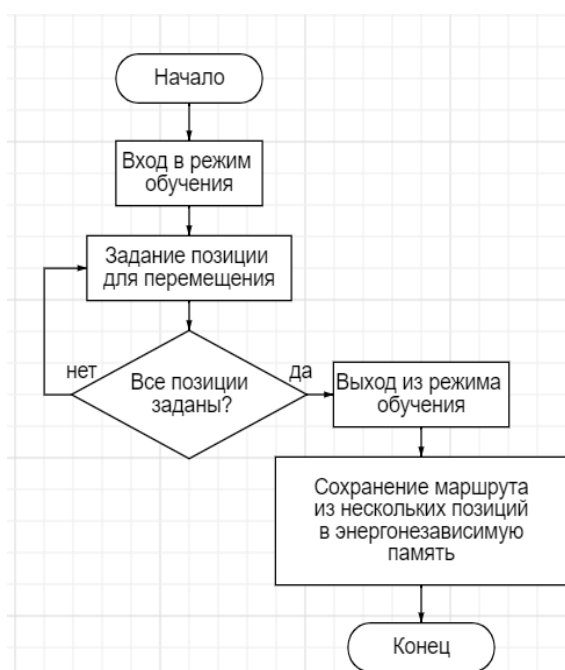 Начало
Вход в режим
обучения
Задание позиции
для перемещения
нет
да
Все позиции
заданы?
Выход из режима
обучения
Сохранение маршрута
из нескольких позиций
в энергонезависимую
память
Конец